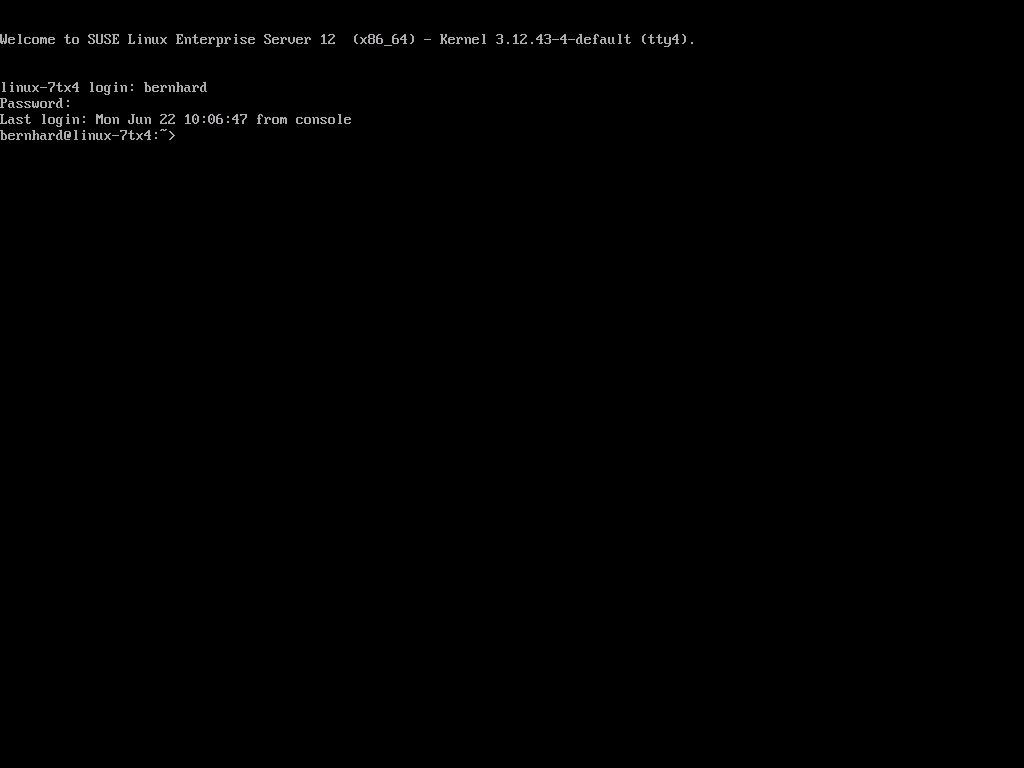 Welcome to SUSE Linux Enterprise Server 12  (x86_64) - Kernel 3.12.43-4-default (tty4).
linux-7tx4 login: bernhard
Password:
Last login: Mon Jun 22 10:06:47 from console
bernhard@linux-7tx4:~>